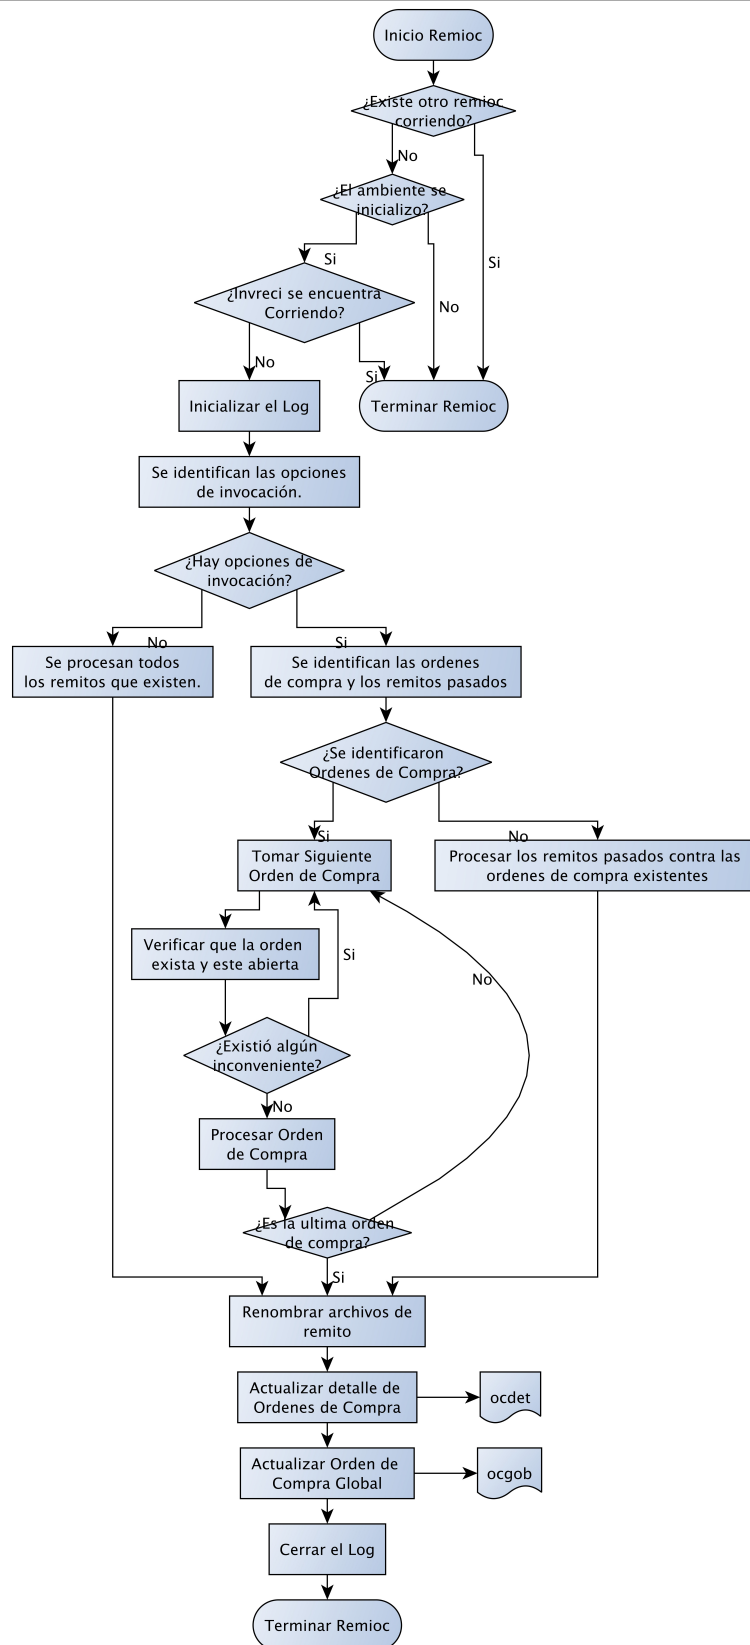 Inicio Remioc
¿Existe otro remioc
corriendo?
No
¿El ambiente se
inicializo?
Si
Si
¿Invreci se encuentra
Corriendo?
No
No
Si
Inicializar el Log
Terminar Remioc
Se identifican las opciones
de invocación.
¿Hay opciones de
invocación?
No
Si
Se procesan todos
los remitos que existen.
Se identifican las ordenes
de compra y los remitos pasados
¿Se identificaron
Ordenes de Compra?
Si
No
Tomar Siguiente
Orden de Compra
Procesar los remitos pasados contra las
ordenes de compra existentes
Verificar que la orden
exista y este abierta
Si
No
¿Existió algún
inconveniente?
No
Procesar Orden
de Compra
¿Es la ultima orden
de compra?
Si
Renombrar archivos de
remito
Actualizar detalle de
Ordenes de Compra
ocdet
Actualizar Orden de
Compra Global
ocgob
Cerrar el Log
Terminar Remioc